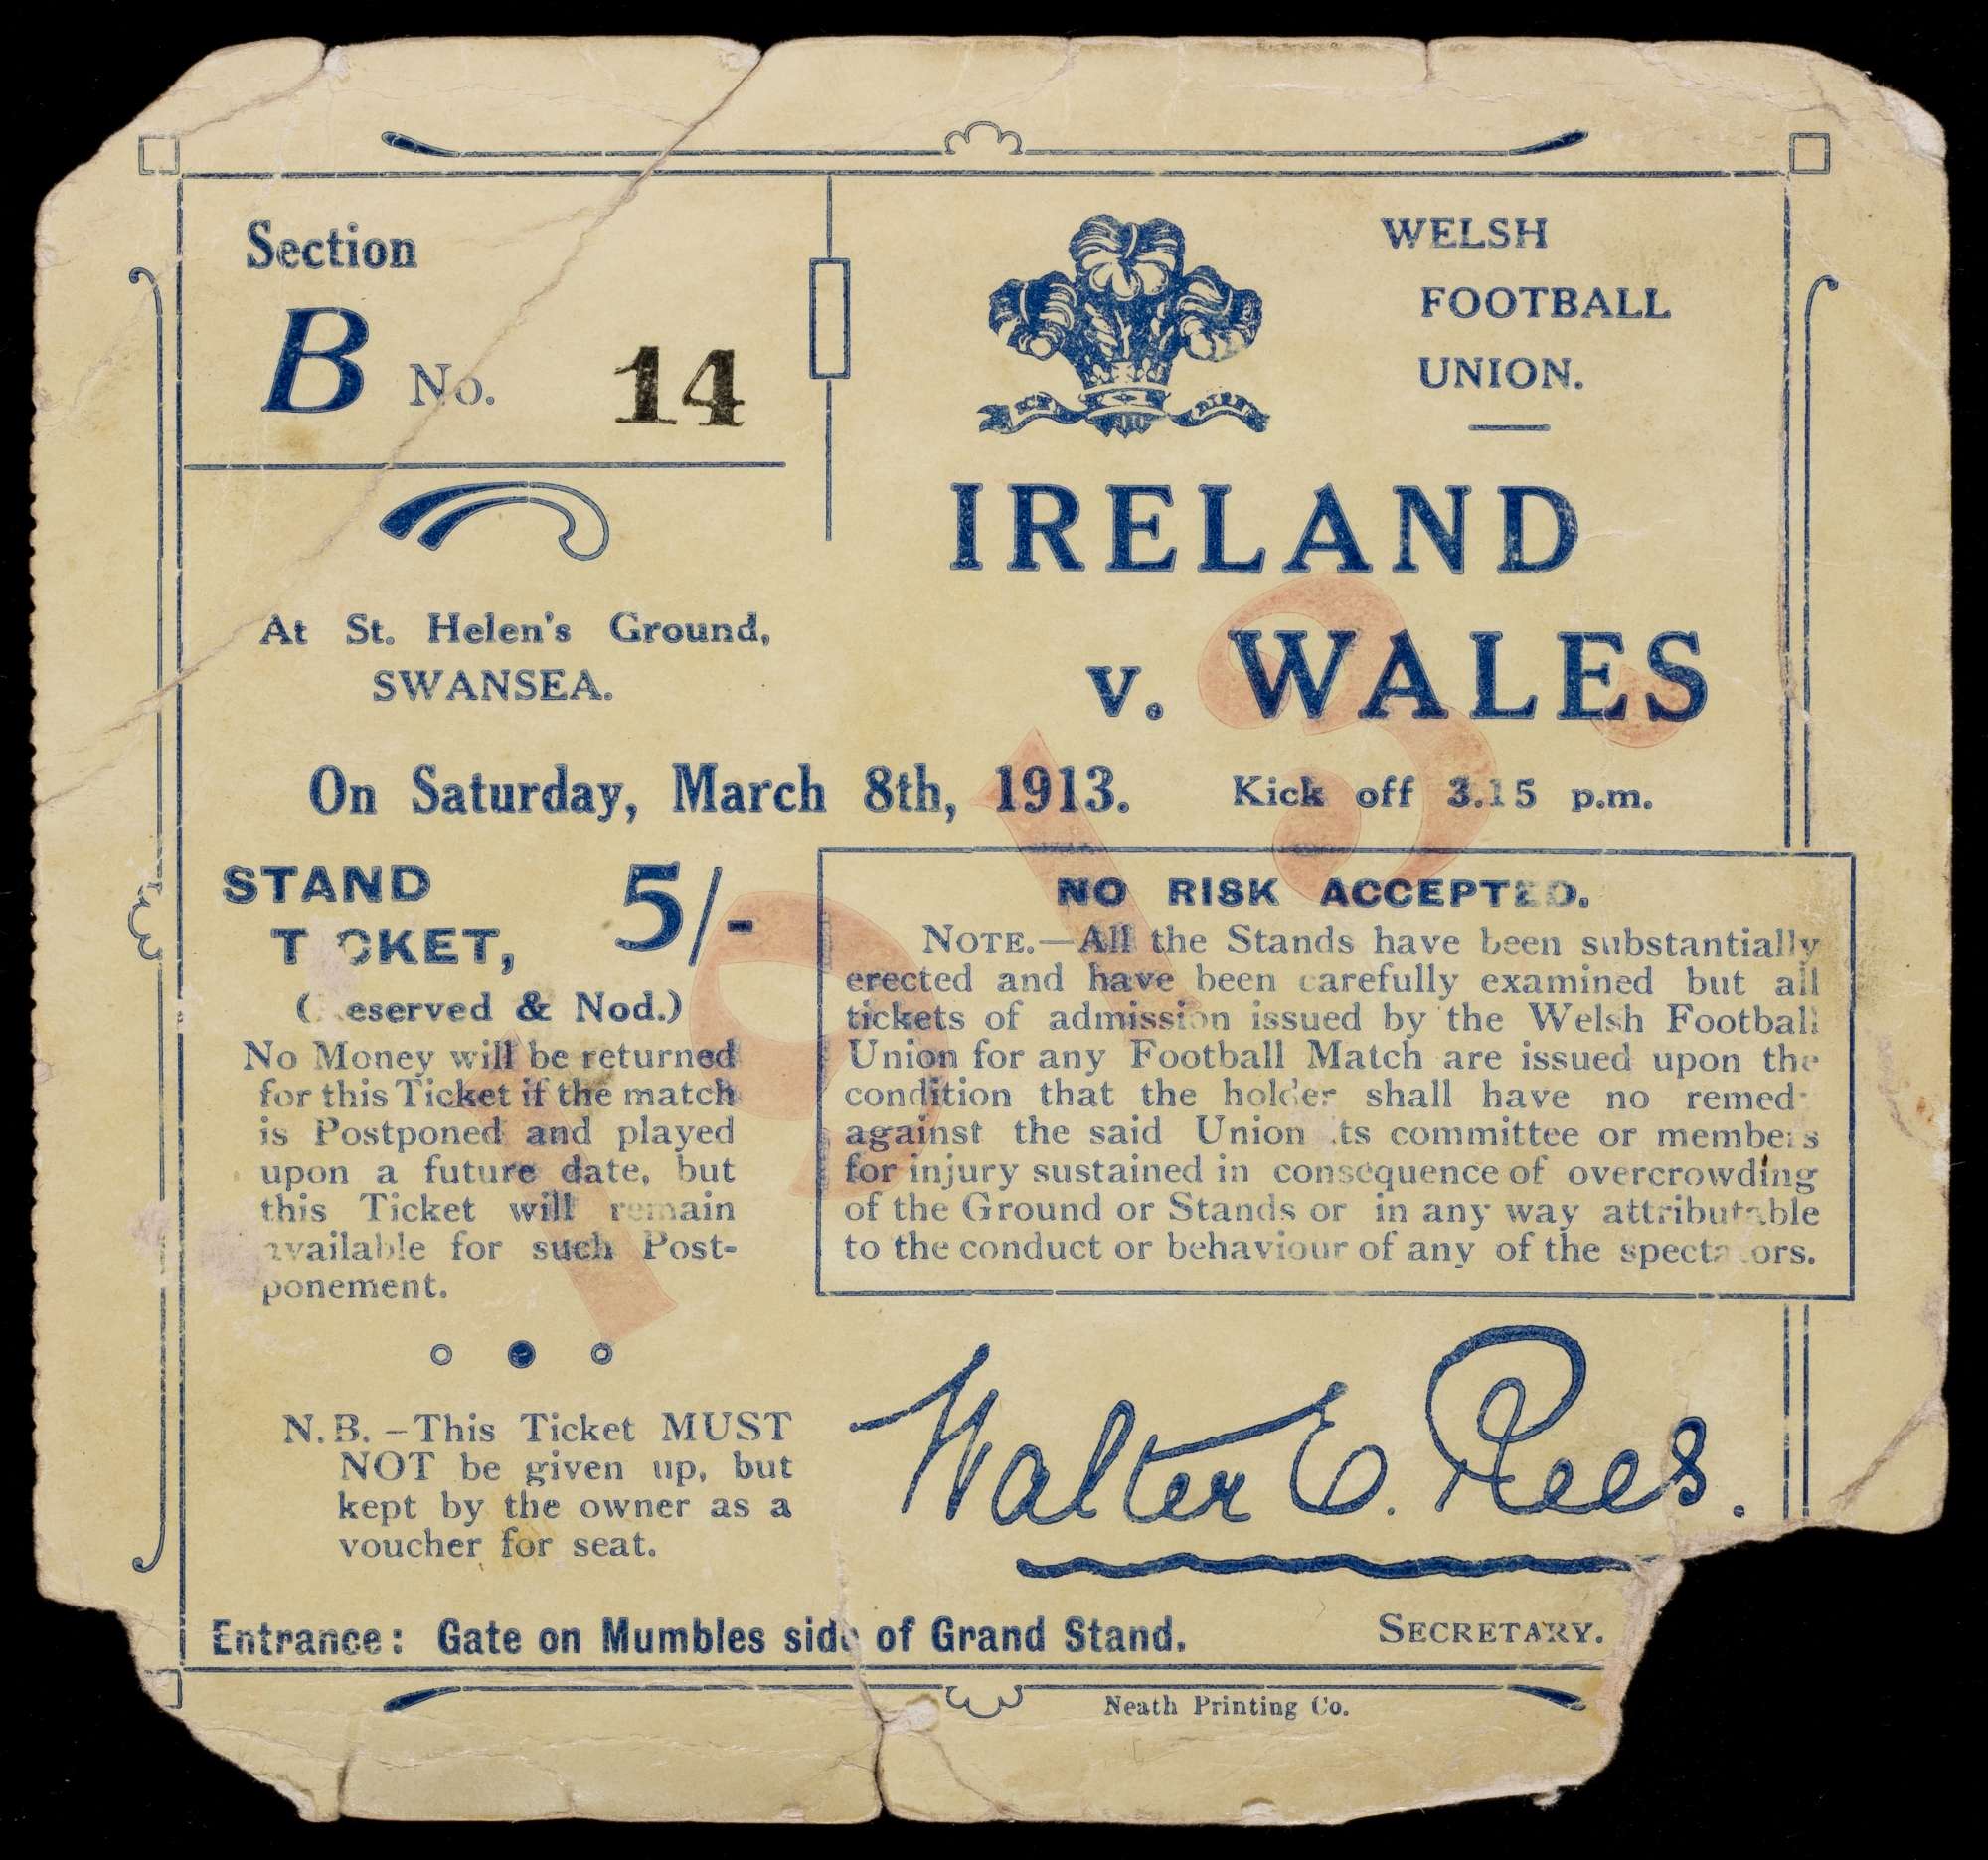 Section
B No. 14
WELSH
FOOTBALL
UNION.
IRELAND
v. WALES
At St. Helen's Ground,
SWANSEA.
On Saturday, March 8th, 1913. Kick off 3.15 p.m.
STAND
T CKET, 5/-
( eserved & Nod.)
No Money will be returned
for this Ticket if the match
is Postponed and played
upon a future date, but
this Ticket will remain
available for such Post-
ponement.
N.B.-This Ticket MUST
NOT be given up, but
kept by the owner as a
voucher for seat.
NO RISK ACCEPTED.
NOTE.—All the Stands have been substantially
erected and have been carefully examined but all
tickets of admission issued by the Welsh Football
Union for any Football Match are issued upon the
condition that the holder shall have no remed
against the said Union ts committee or members
for injury sustained in consequence of overcrowding
of the Ground or Stands or in any way attributable
to the conduct or behaviour of any of the spectators.
1913
Walter E. Rees.
SECRETARY.
Entrance: Gate on Mumbles side of Grand Stand.
Neath Printing Co.